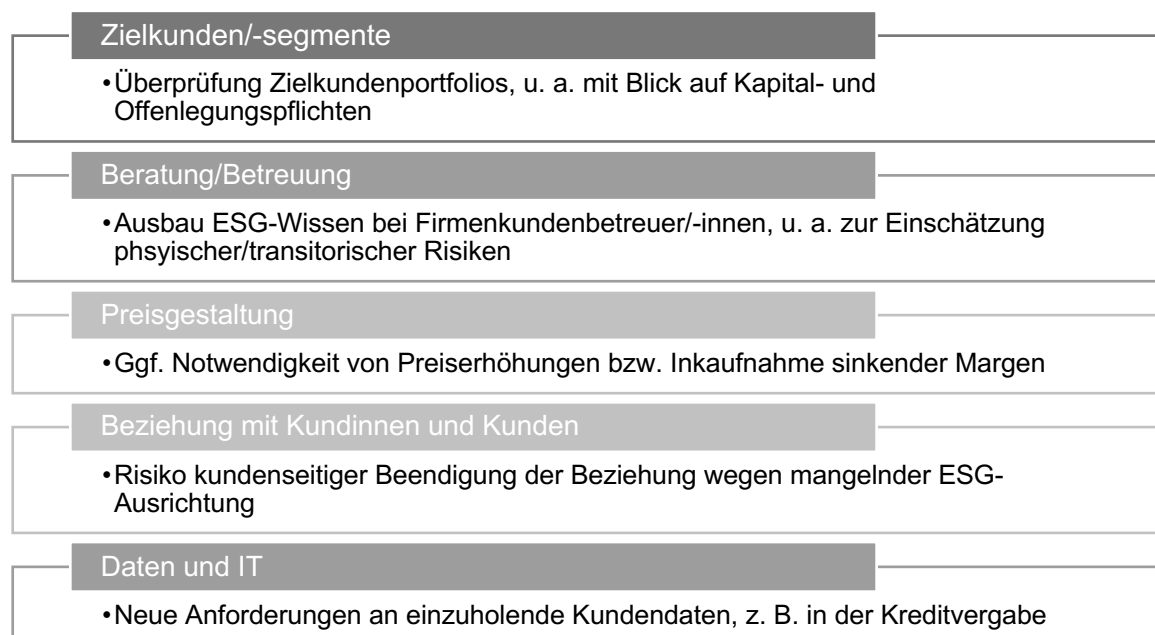 Zielkunden/-segmente
•Überprüfung Zielkundenportfolios, u. a. mit Blick auf Kapital- und
Offenlegungspflichten
Beratung/Betreuung
•Ausbau ESG-Wissen bei Firmenkundenbetreuer/-innen, u. a. zur Einschätzung
phsyischer/transitorischer Risiken
Preisgestaltung
•Ggf. Notwendigkeit von Preiserhöhungen bzw. Inkaufnahme sinkender Margen
Beziehung mit Kundinnen und Kunden
•Risiko kundenseitiger Beendigung der Beziehung wegen mangelnder ESG-
Ausrichtung
Daten und IT
•Neue Anforderungen an einzuholende Kundendaten, z. B. in der Kreditvergabe